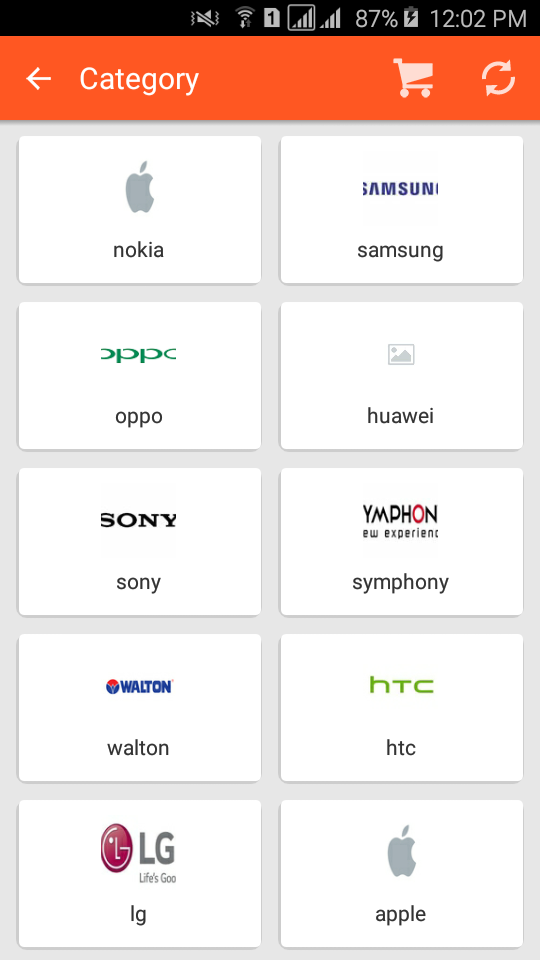 87% 12:02 PM
Category
nokia
SAMSUNG
samsung
oppo
oppo
huawei
SONY
sony
YMPHON
ew experienc
symphony
WALTON
walton
hTC
htc
LG
Life's Goo
lg
apple